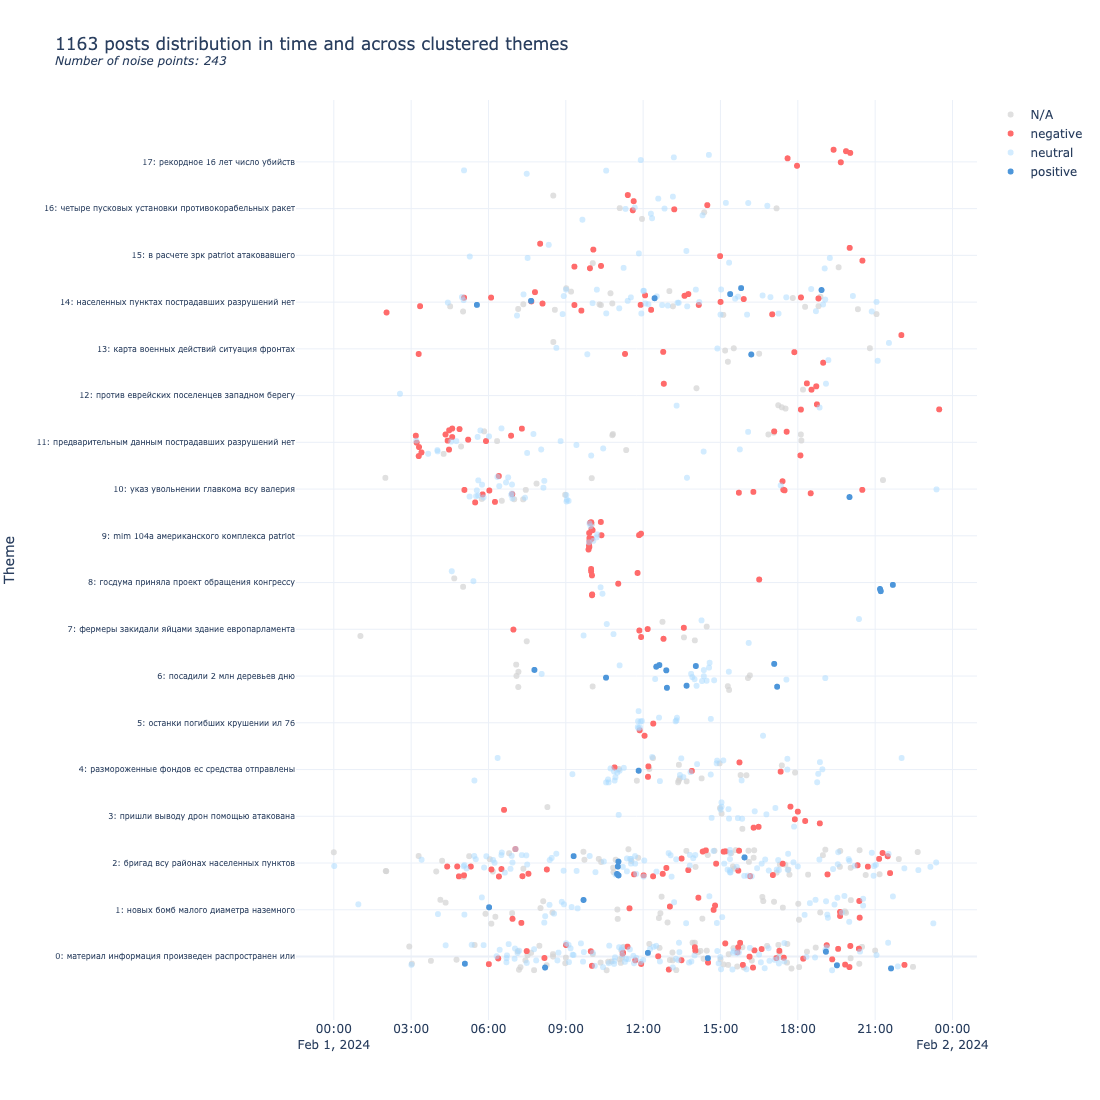 1163 posts distribution in time and across clustered themes
Number of noise points: 243
N/A
negative
neutral
positive
Theme
17: рекордное 16 лет число убийств
16: четыре пусковых установки противокорабельных ракет
15: в расчете зрк patriot атаковавшего
14: населенных пунктах пострадавших разрушений нет
13: карта военных действий ситуация фронтах
12: против еврейских поселенцев западном берегу
11: предварительным данным пострадавших разрушений нет
10: указ увольнении главкома всу валерия
9: mim 104a американского комплекса patriot
8: госдума приняла проект обращения конгрессу
7: фермеры закидали яйцами здание европарламента
6: посадили 2 млн деревьев дню
5: останки погибших крушении ил 76
4: размороженные фондов ес средства отправлены
3: пришли выводу дрон помощью атакована
2: бригад всу районах населенных пунктов
1: новых бомб малого диаметра наземного
0: материал информация произведен распространен или
00:00 03:00 06:00 09:00 12:00 15:00 18:00 21:00 00:00
Feb 1, 2024 Feb 2, 2024